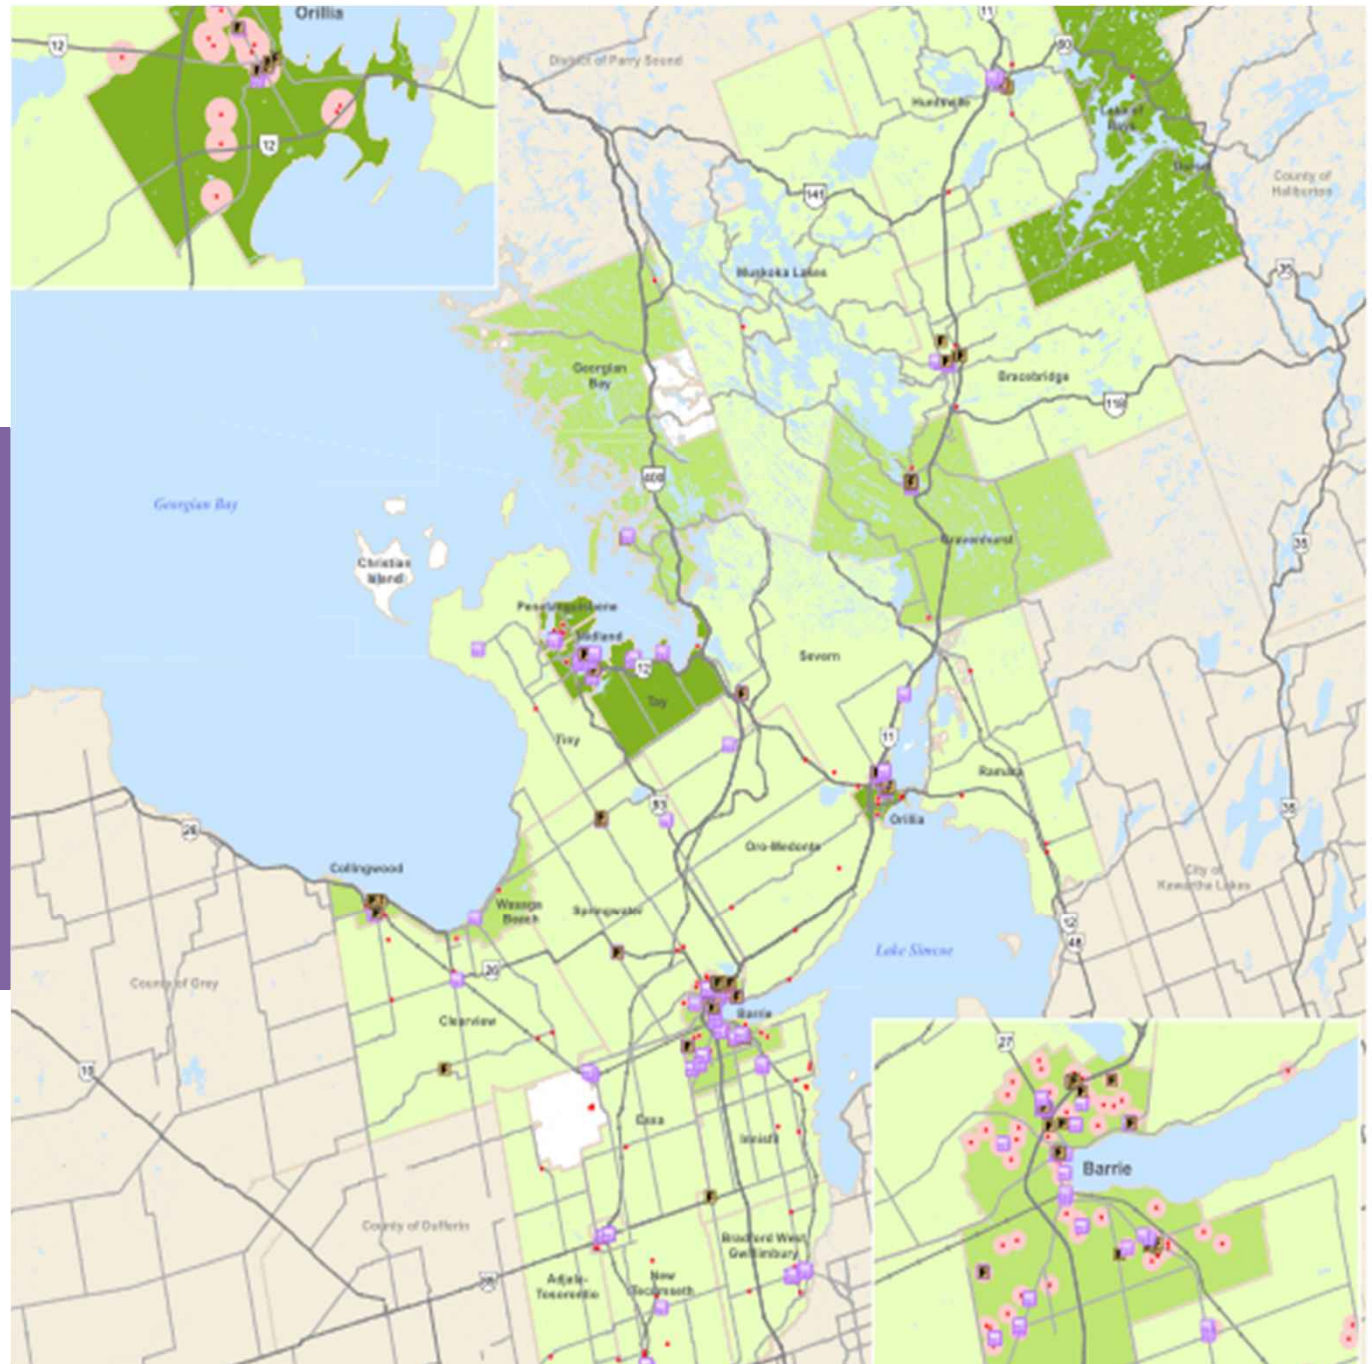 Orillia
12
12
11
60
District of Parry Sound
Huntsville
Lake of
Bays
County of
Haliburton
141
35
Muskoka Lakes
Georgian
Bay
Bracebridge
118
400
Georgian Bay
Christian
Island
Gravenhurst
35
Penetanguishene
Midland
12
Severn
Tay
Tiny
11
Ramara
93
Orillia
35
26
Oro-Medonte
Collingwood
Wasaga
Beach
Springwater
City of
Kawartha Lakes
12
48
Lake Simcoe
26
County of Grey
Clearview
Barrie
27
10
Essa
Innisfil
Barrie
County of Dufferin
Bradford West
Gwillimbury
Adjala-
Tosorontio
New
Tecumseth